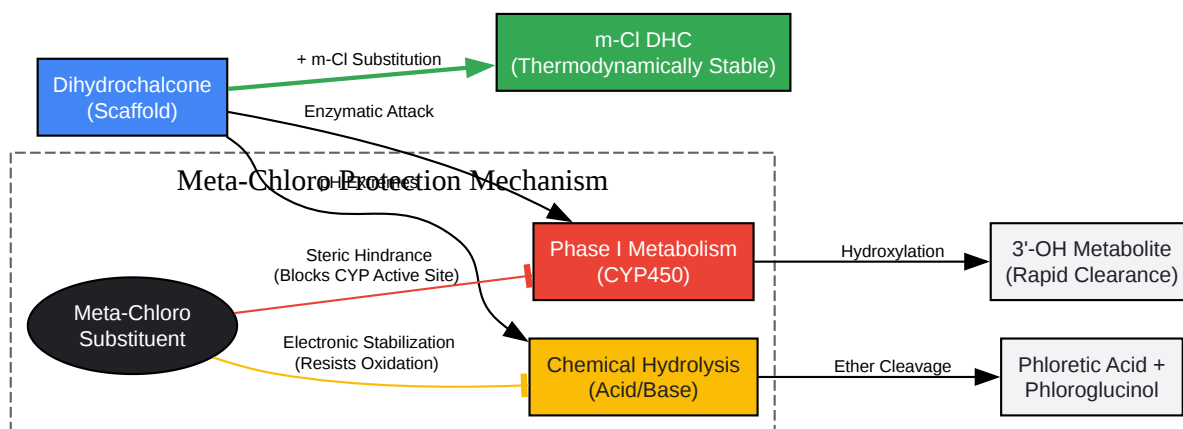 m-Cl DHC
(Thermodynamically Stable)
+ m-Cl Substitution
Dihydrochalcone
(Scaffold)
Enzymatic Attack
Meta-Chloro Protection Mechanism
pH Extremes
Steric Hindrance
(Blocks CYP Active Site)
Phase I Metabolism
(CYP450)
Hydroxylation
3'-OH Metabolite
(Rapid Clearance)
Meta-Chloro
Substituent
Electronic Stabilization
(Resists Oxidation)
Chemical Hydrolysis
(Acid/Base)
Ether Cleavage
Phloretic Acid +
Phloroglucinol